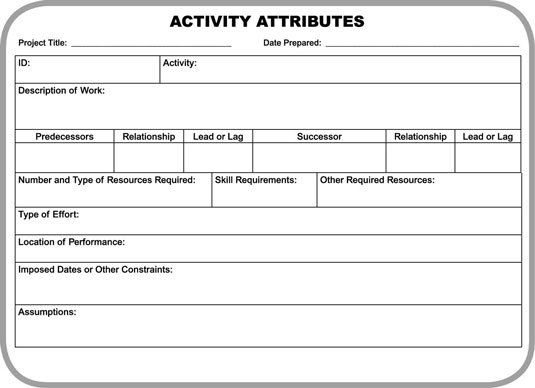 ACTIVITY ATTRIBUTES
Project Title: Date Prepared:
ID: Activity:
Description of Work:
Predecessors Relationship Lead or Lag Successor Relationship Lead or Lag
Number and Type of Resources Required: Skill Requirements: Other Required Resources:
Type of Effort:
Location of Performance:
Imposed Dates or Other Constraints:
Assumptions: